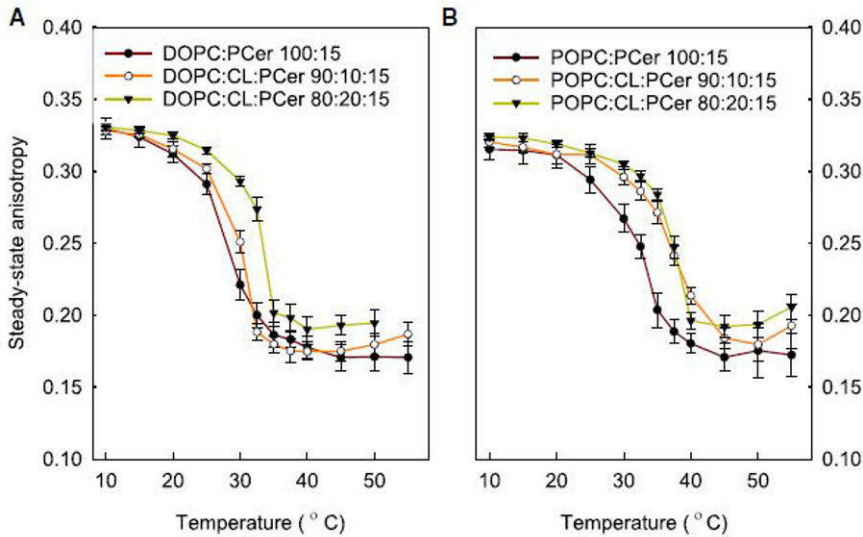 A
B
0.40
0.35
0.30
0.25
0.20
0.15
0.10
Steady-state anisotropy
DOPC:PCer 100:15
DOPC:CL:PCer 90:10:15
DOPC:CL:PCer 80:20:15
10
20
30
40
50
Temperature ( ° C)
POPC:PCer 100:15
POPC:CL:PCer 90:10:15
POPC:CL:PCer 80:20:15
10
20
30
40
50
Temperature ( ° C)
0.40
0.35
0.30
0.25
0.20
0.15
0.10